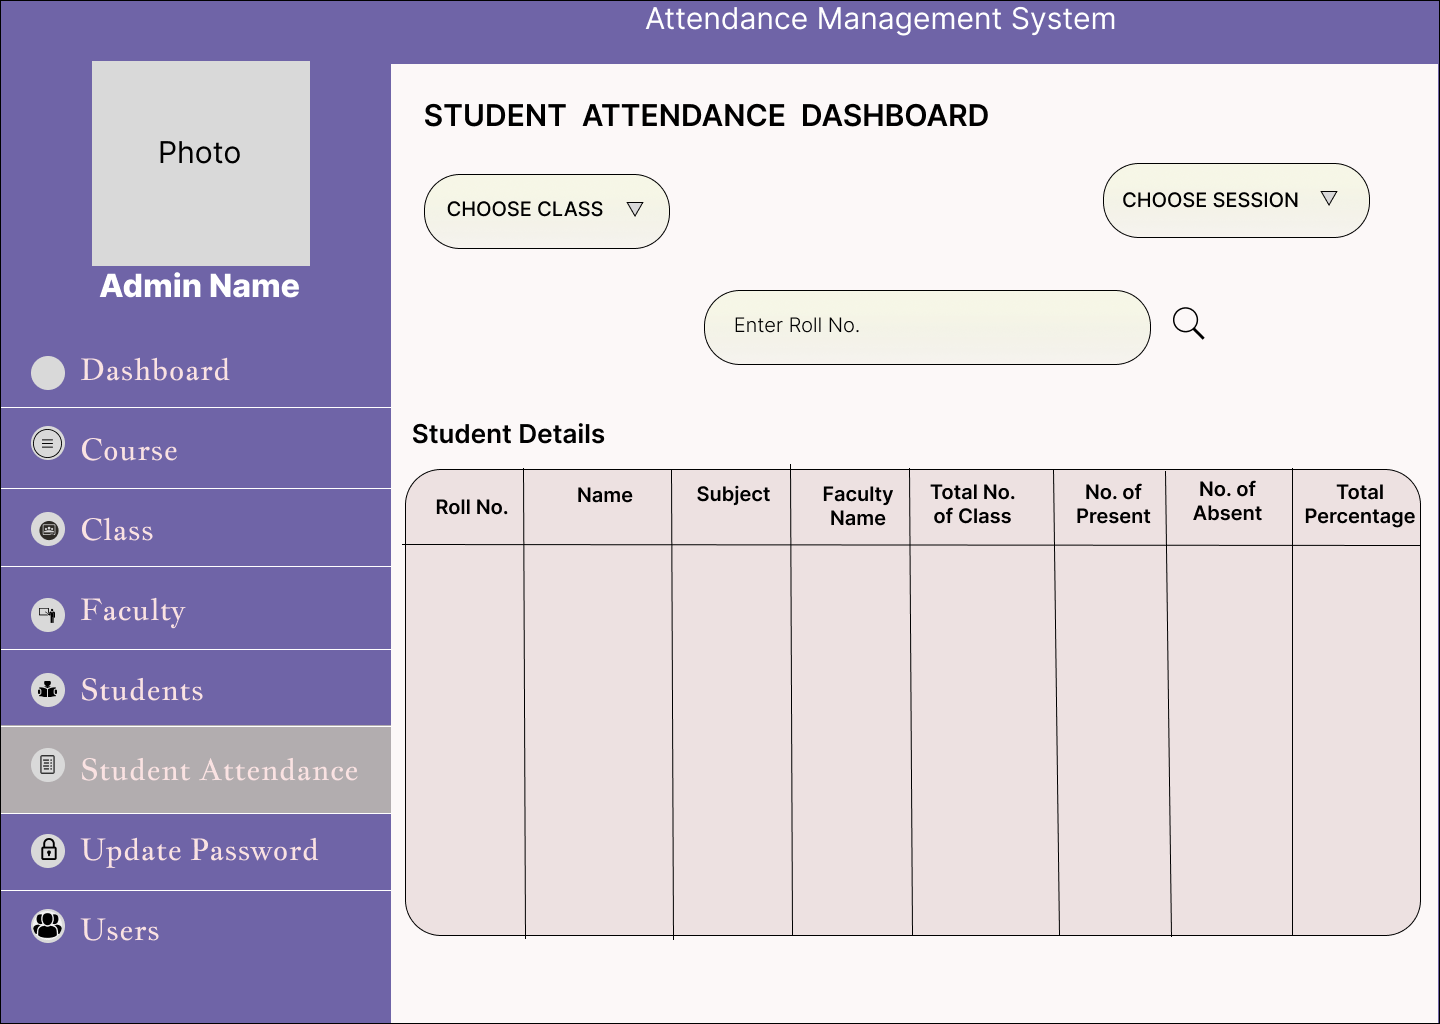 Attendance Management System
Photo
Admin Name
Dashboard
Course
Class
Faculty
Students
Student Attendance
Update Password
Users
STUDENT ATTENDANCE DASHBOARD
CHOOSE CLASS
CHOOSE SESSION
Enter Roll No.
Student Details
Roll No.
Name
Subject
Faculty
Name
Total No.
of Class
No. of
Present
No. of
Absent
Total
Percentage